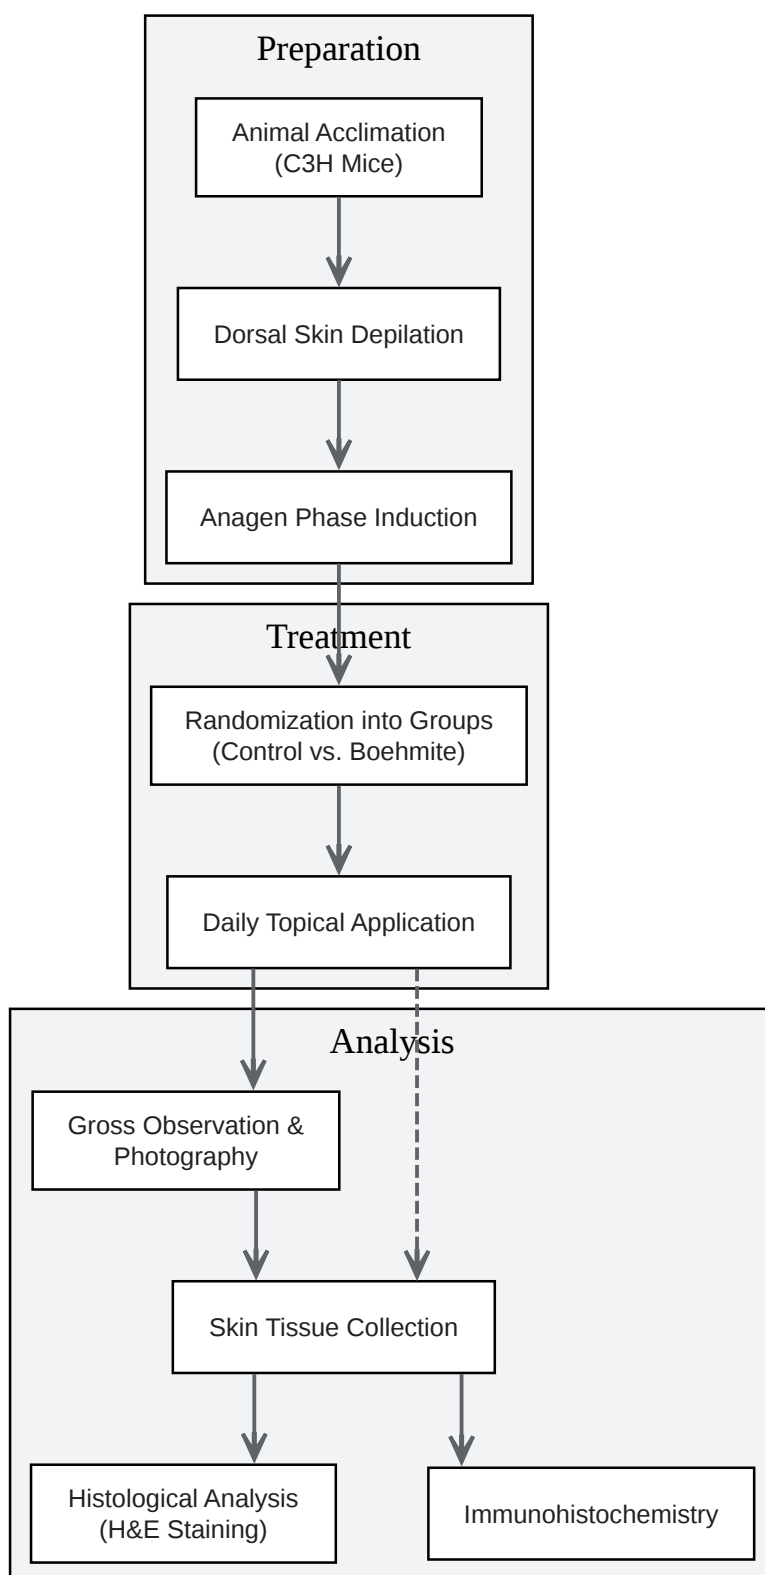 Preparation
Animal Acclimation
(C3H Mice)
Dorsal Skin Depilation
Anagen Phase Induction
Treatment
Randomization into Groups
(Control vs. Boehmite)
Daily Topical Application
Analysis
Gross Observation &
Photography
Skin Tissue Collection
Histological Analysis
(H&E Staining)
Immunohistochemistry